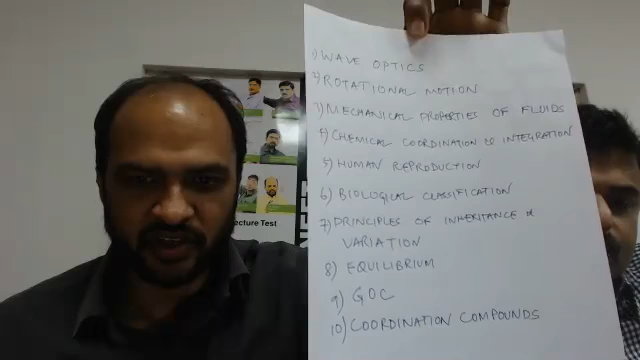 1) WAVE OPTICS
2) ROTATIONAL MOTION
3) MECHANICAL PROPERTIES OF FLUIDS
4) CHEMICAL COORDINATION & INTEGRATION
5) HUMAN REPRODUCTION
6) BIOLOGICAL CLASSIFICATION
7) PRINCIPLES OF INHERITANCE &
VARIATION
8) EQUILIBRIUM
9) GOC
10) COORDINATION COMPOUNDS
ecture Test